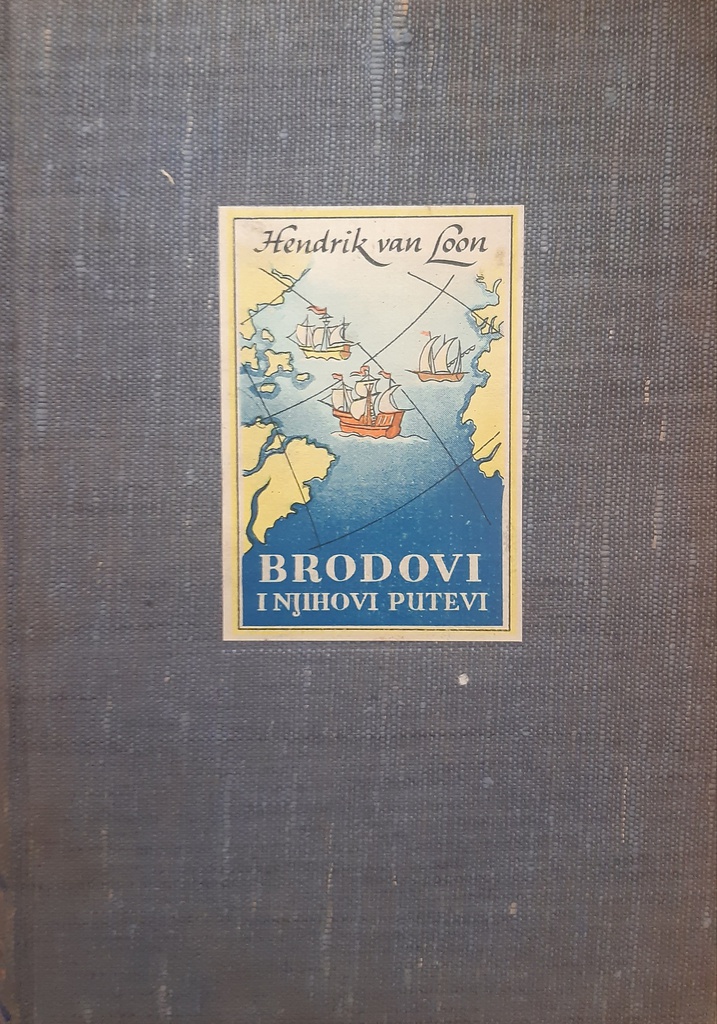 Hendrik van Loon
BRODOVI
I NJIHOVI PUTEVI